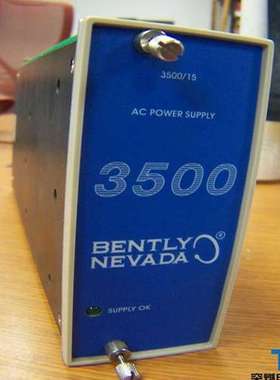 3500/15
AC POWER SUPPLY
3500
BENTLY
NEVADA ®
SUPPLY OK